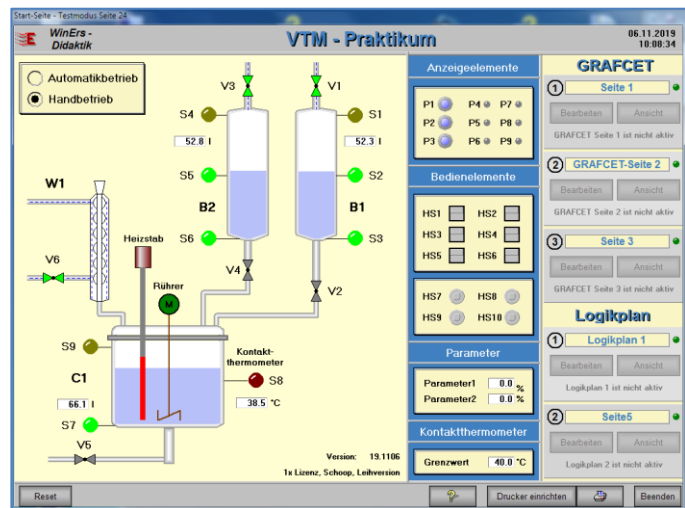 Start-Seite - Testmodus Seite 24
WinErs -
Didaktik
VTM - Praktikum
06.11.2019
10:08:34
Automatikbetrieb
Handbetrieb
V3
V1
S4
S1
52.8 l
52.3 l
S5
S2
B2
B1
S6
S3
V4
V2
W1
V6
Heizstab
Rührer
M
S9
Kontakt-
thermometer
S8
C1
66.1 l
38.5 °C
S7
V5
Version: 19.1106
1x Lizenz, Schoop, Leihversion
Anzeigeelemente
P1 P4 P7
P2 P5 P8
P3 P6 P9
Bedienelemente
HS1 HS2
HS3 HS4
HS5 HS6
HS7 HS8
HS9 HS10
Parameter
Parameter1 0.0 %
Parameter2 0.0 %
Kontaktthermometer
Grenzwert 40.0 °C
GRAFCET
1 Seite 1
Bearbeiten Ansicht
GRAFCET Seite 1 ist nicht aktiv
2 GRAFCET-Seite 2
Bearbeiten Ansicht
GRAFCET Seite 2 ist nicht aktiv
3 Seite 3
Bearbeiten Ansicht
GRAFCET Seite 3 ist nicht aktiv
Logikplan
1 Logikplan 1
Bearbeiten Ansicht
Logikplan 1 ist nicht aktiv
2 Seite5
Bearbeiten Ansicht
Logikplan 2 ist nicht aktiv
Reset
Drucker einrichten
Beenden